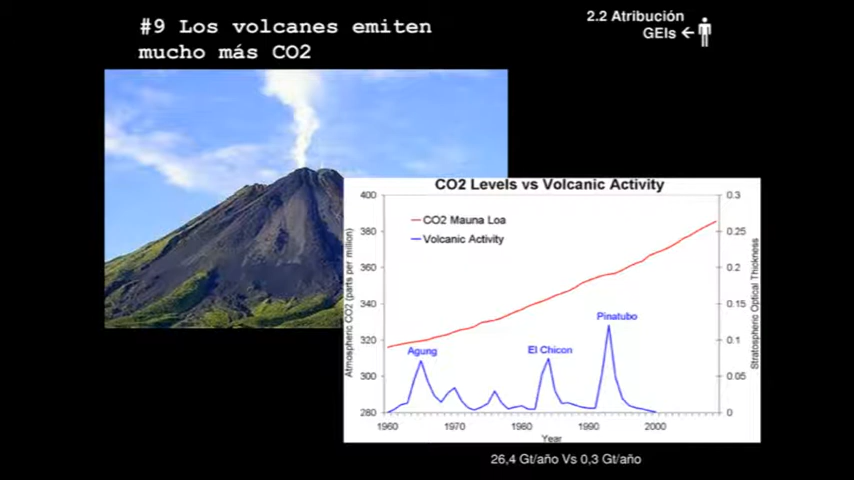 #9 Los volcanes emiten
mucho más CO2
2.2 Atribución
GEIs ←
CO2 Levels vs Volcanic Activity
400
380
360
340
320
300
280
Atmospheric CO2 (parts per million)
CO2 Mauna Loa
Volcanic Activity
Agung
El Chicon
Pinatubo
0.3
0.25
0.2
0.15
0.1
0.05
0
Stratospheric Optical Thickness
1960 1970 1980 1990 2000
Year
26,4 Gt/año Vs 0,3 Gt/año